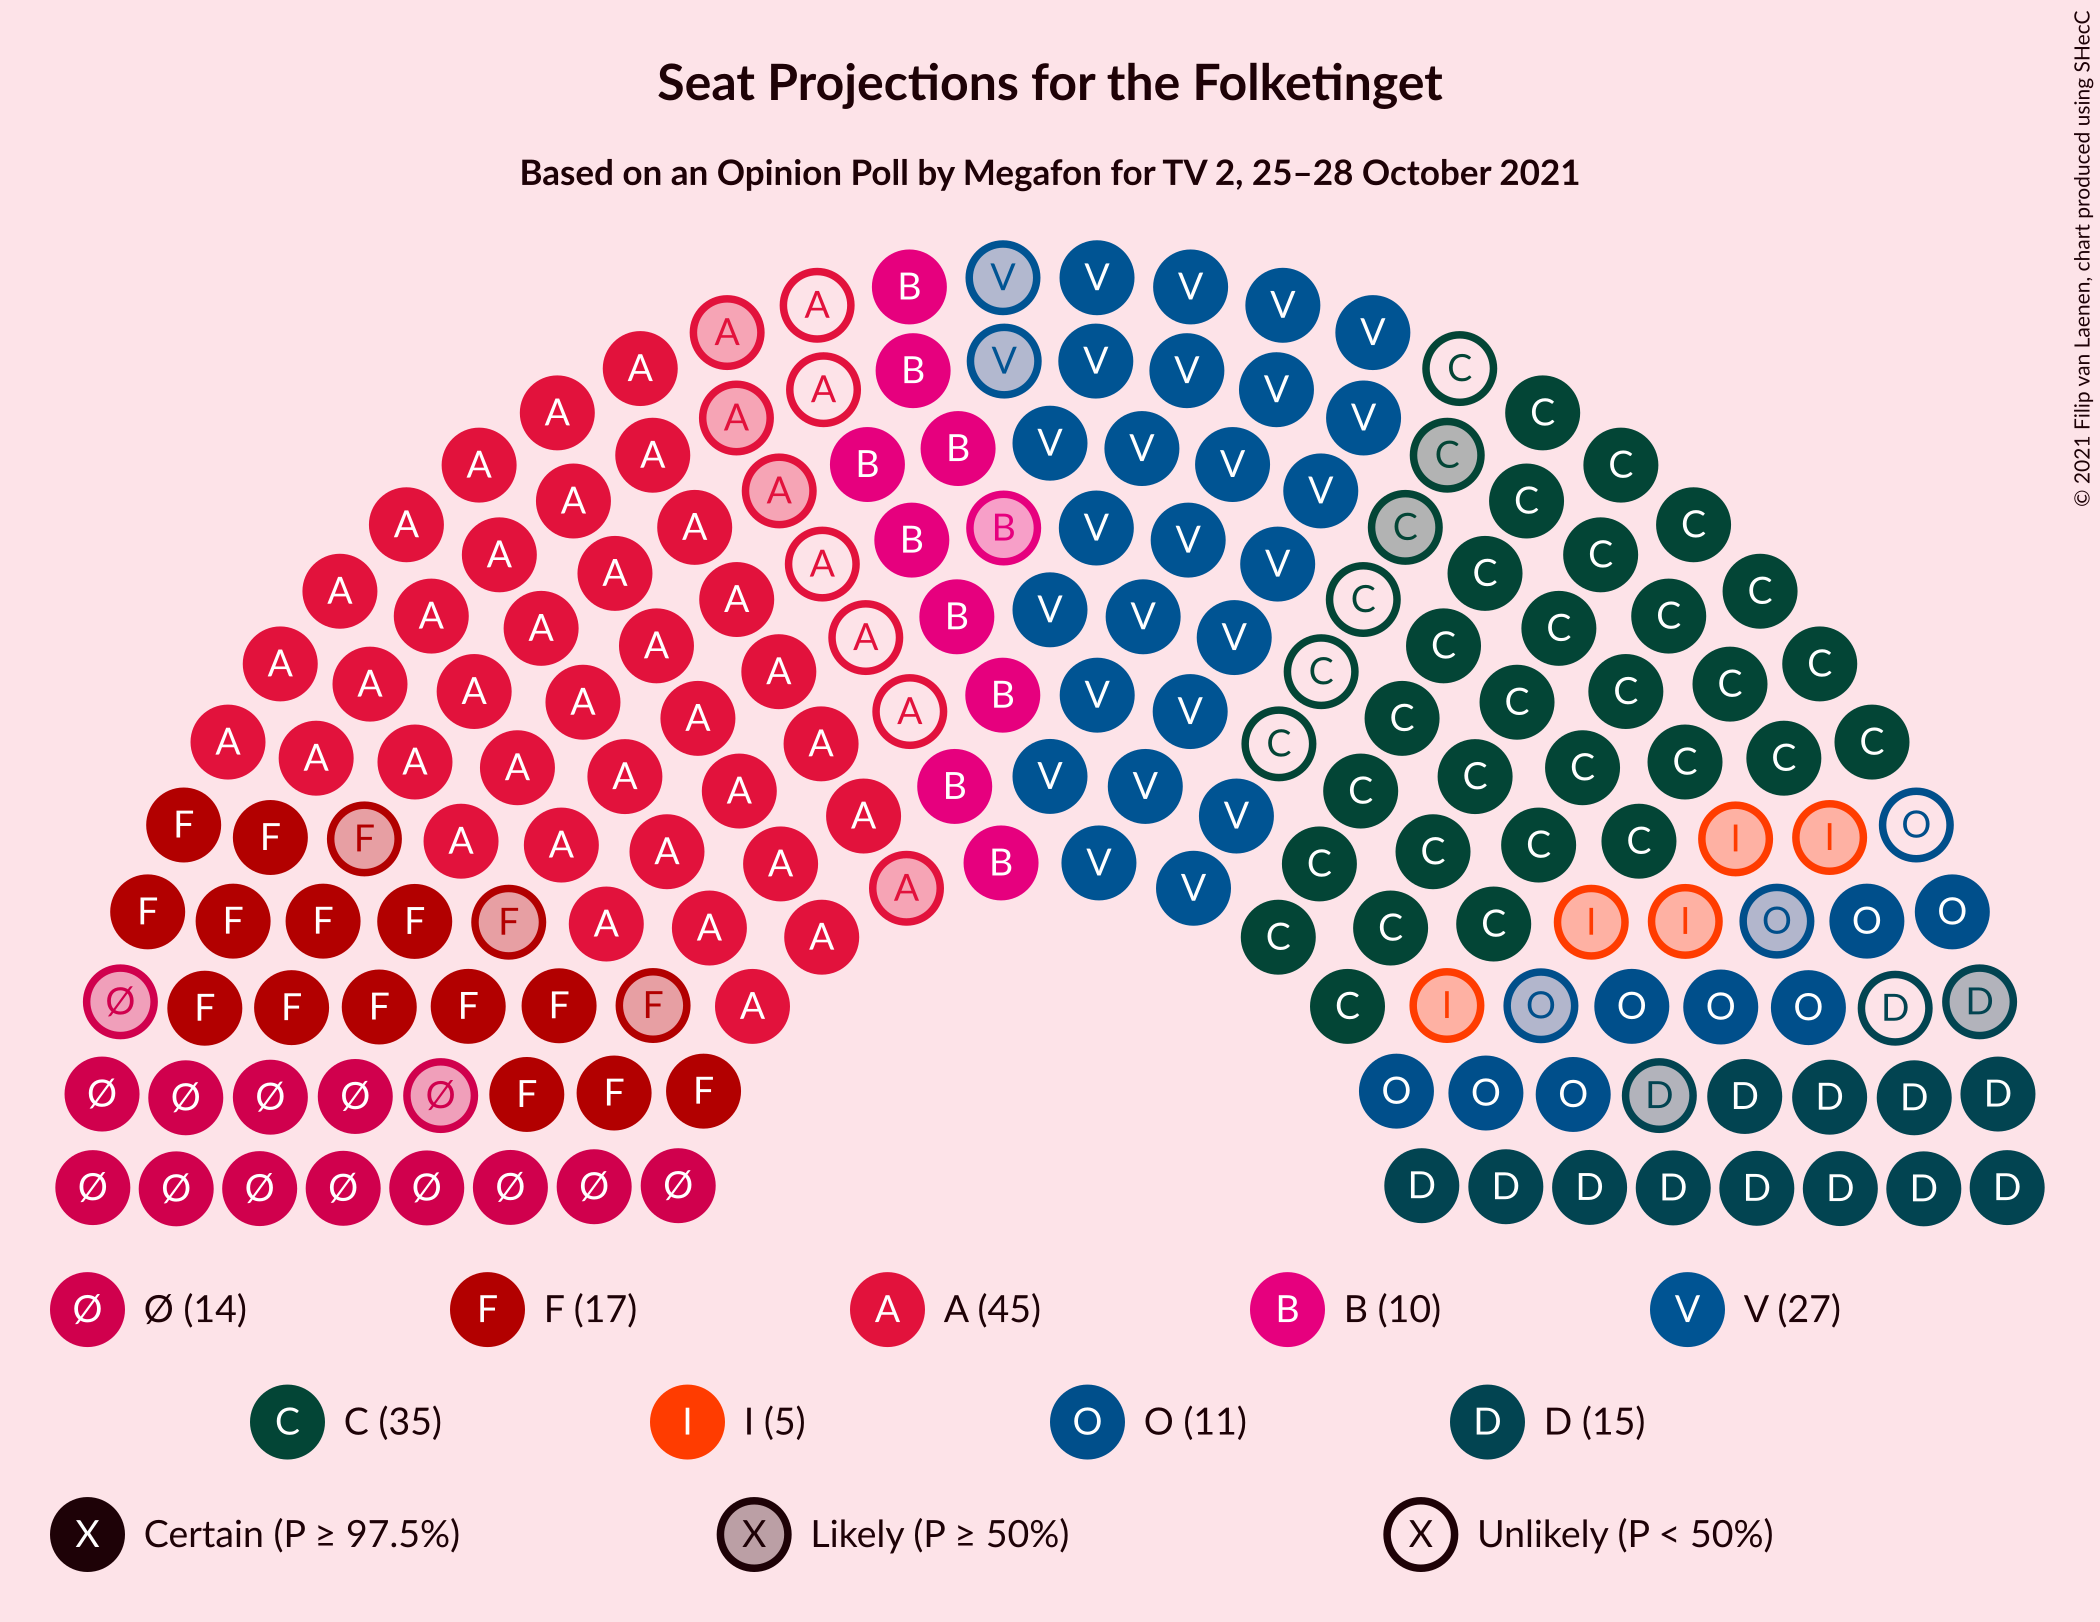 Seat Projections for the Folketinget
Based on an Opinion Poll by Megafon for TV 2, 25–28 October 2021
© 2021 Filip van Laenen, chart produced using SHecC
B V V V V
A A V C
A B V V V V C
A A A B B V V V V C C C
A A A A B B V V V C C C C
A A A A A A B V V V C C C C C
A A A A A A A B V V C C C C C C
A A A A A A A A B V V V C C C C C C C
F F F A A A A A A B V V C C C C I I O
F F F F F A A A C C C I I O O O
Ø F F F F F F A C I O O O O D D
Ø Ø Ø Ø Ø F F F O O O D D D D D
Ø Ø Ø Ø Ø Ø Ø Ø D D D D D D D D
Ø Ø (14) F F (17) A A (45) B B (10) V V (27)
C C (35) I I (5) O O (11) D D (15)
X Certain (P ≥ 97.5%) X Likely (P ≥ 50%) X Unlikely (P < 50%)